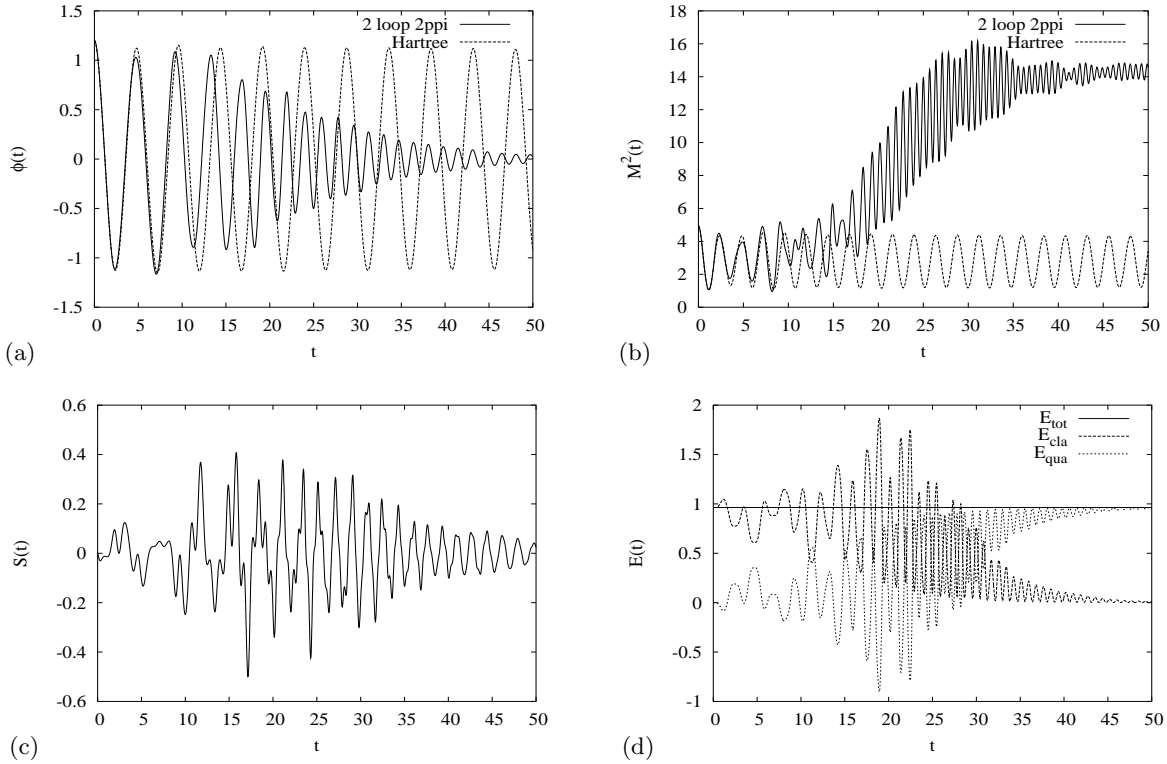 2 loop 2ppi
Hartree
1.5
1
0.5
0
-0.5
-1
-1.5
ϕ(t)
0 5 10 15 20 25 30 35 40 45 50
t
(a)
2 loop 2ppi
Hartree
18
16
14
12
10
8
6
4
2
0
M²(t)
0 5 10 15 20 25 30 35 40 45 50
t
(b)
0.6
0.4
0.2
0
-0.2
-0.4
-0.6
S(t)
0 5 10 15 20 25 30 35 40 45 50
t
(c)
E_tot
E_cla
E_qua
2
1.5
1
0.5
0
-0.5
-1
E(t)
0 5 10 15 20 25 30 35 40 45 50
t
(d)